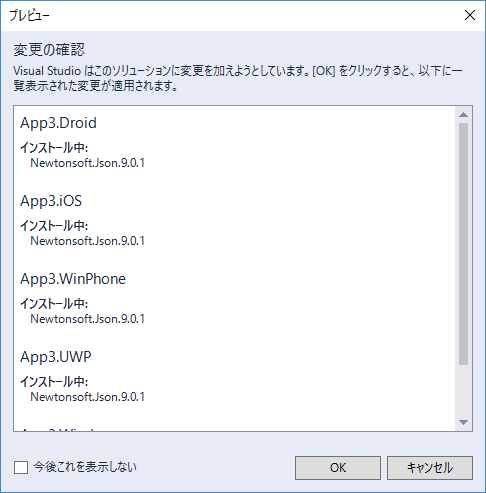 プレビュー
変更の確認
Visual Studio はこのソリューションに変更を加えようとしています。[OK] をクリックすると、以下に一
覧表示された変更が適用されます。
App3.Droid
インストール中:
Newtonsoft.Json.9.0.1
App3.iOS
インストール中:
Newtonsoft.Json.9.0.1
App3.WinPhone
インストール中:
Newtonsoft.Json.9.0.1
App3.UWP
インストール中:
Newtonsoft.Json.9.0.1
今後これを表示しない
OK
キャンセル